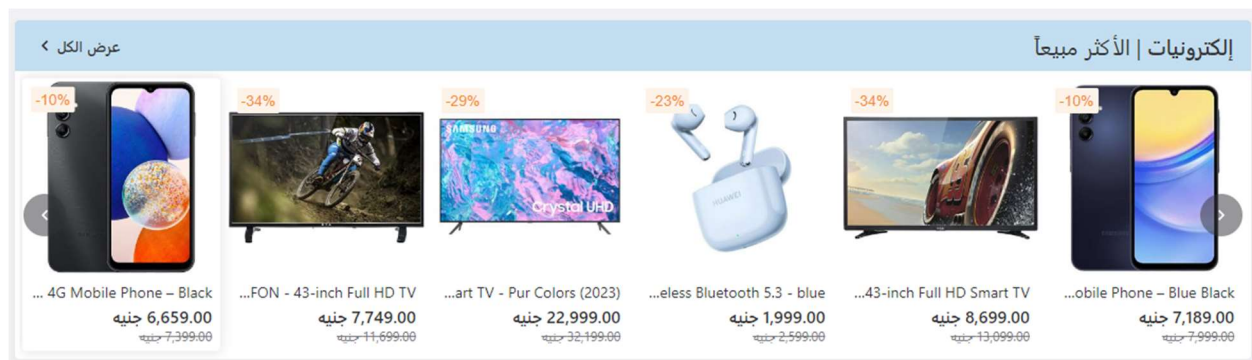 إلكترونيات | الأكثر مبيعاً
عرض الكل
-10%
-34%
-23%
-29%
-34%
-10%
HUAWEI
SAMSUNG
Crystal UHD
...obile Phone – Blue Black
7,189.00 جنيه
7,999.00 جنيه
...43-inch Full HD Smart TV
8,699.00 جنيه
13,099.00 جنيه
...eless Bluetooth 5.3 - blue
1,999.00 جنيه
2,599.00 جنيه
...art TV - Pur Colors (2023)
22,999.00 جنيه
32,199.00 جنيه
...FON - 43-inch Full HD TV
7,749.00 جنيه
11,699.00 جنيه
... 4G Mobile Phone – Black
6,659.00 جنيه
7,399.00 جنيه